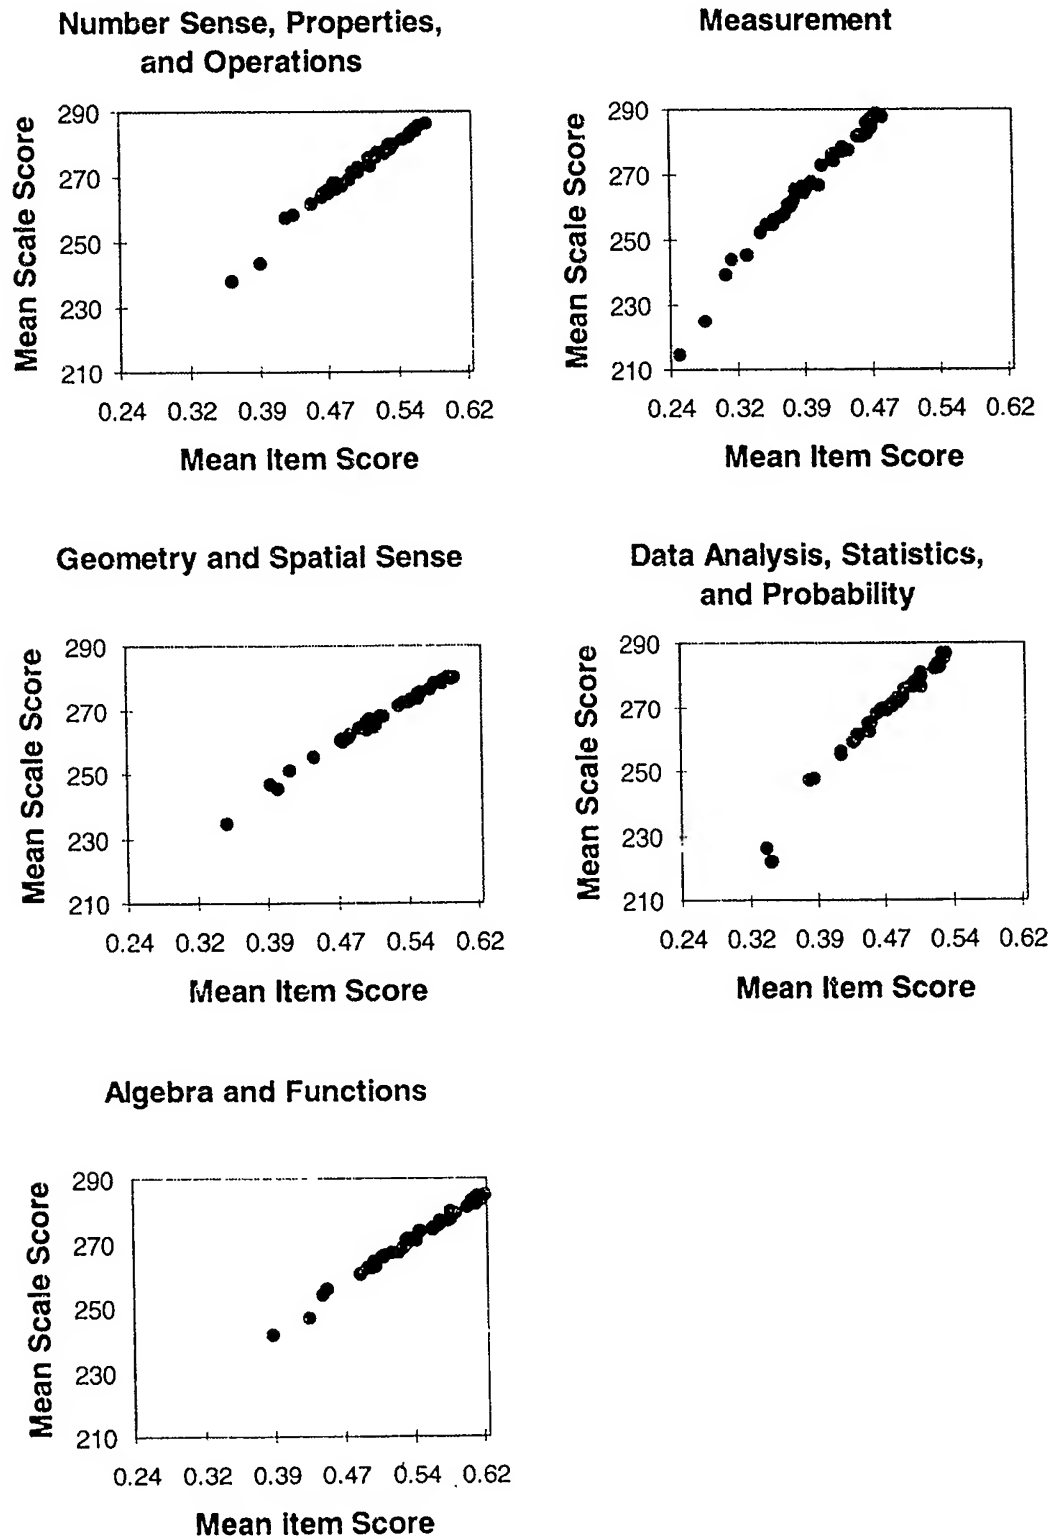 Number Sense, Properties,
and Operations
Mean Scale Score
290
270
250
230
210
0.24 0.32 0.39 0.47 0.54 0.62
Mean Item Score
Measurement
Mean Scale Score
290
270
250
230
210
0.24 0.32 0.39 0.47 0.54 0.62
Mean Item Score
Geometry and Spatial Sense
Mean Scale Score
290
270
250
230
210
0.24 0.32 0.39 0.47 0.54 0.62
Mean Item Score
Data Analysis, Statistics,
and Probability
Mean Scale Score
290
270
250
230
210
0.24 0.32 0.39 0.47 0.54 0.62
Mean Item Score
Algebra and Functions
Mean Scale Score
290
270
250
230
210
0.24 0.32 0.39 0.47 0.54 0.62
Mean item Score